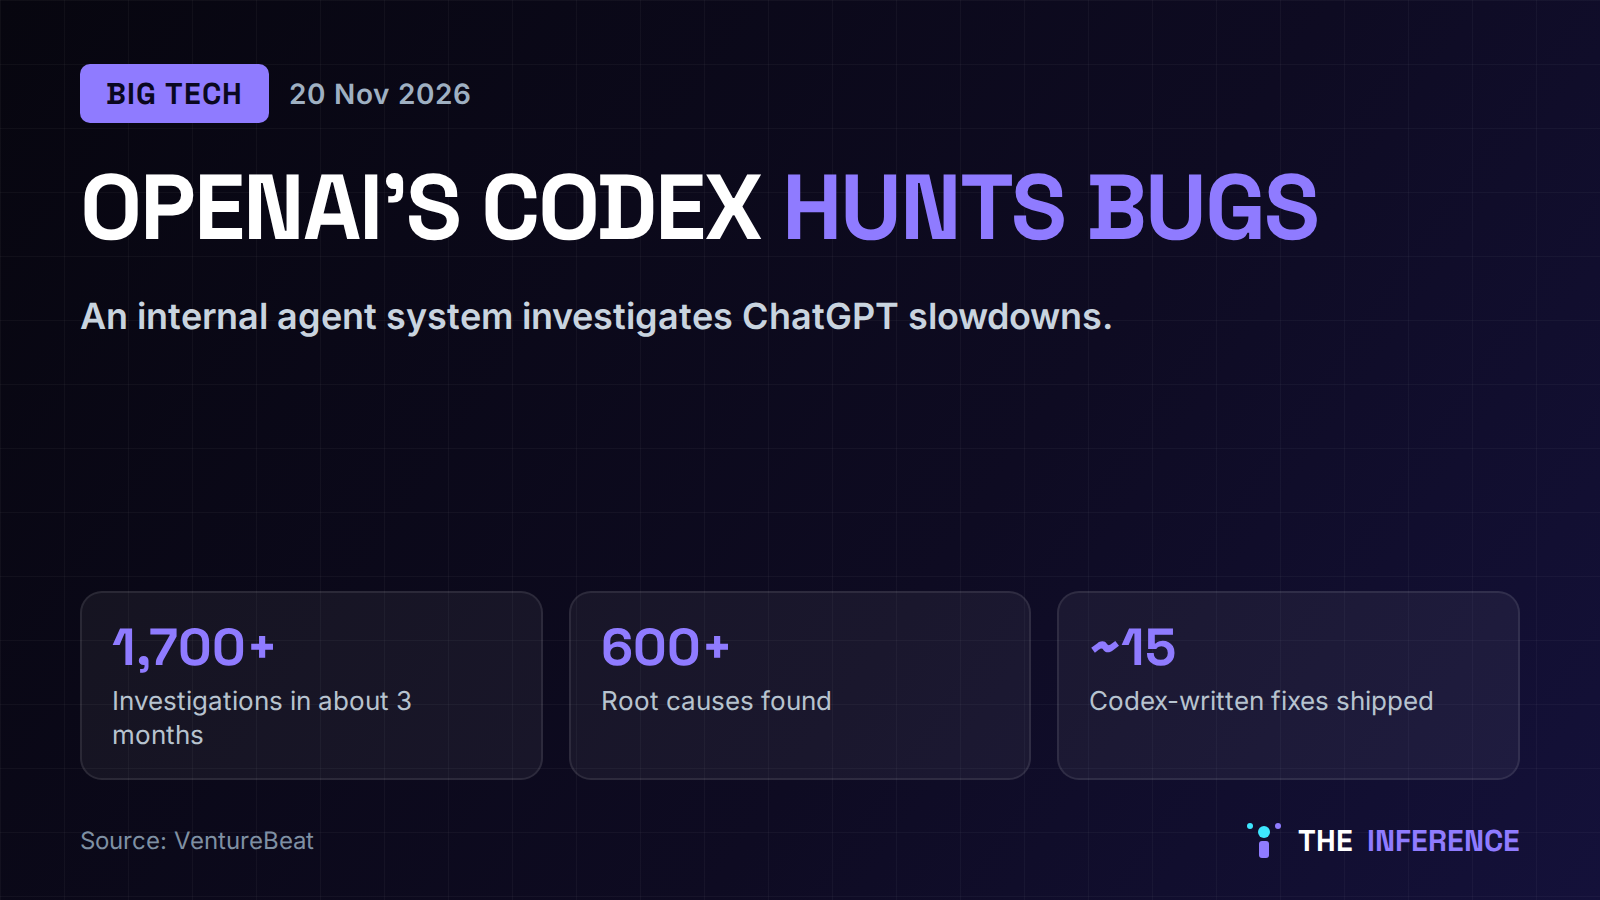 BIG TECH
20 Nov 2026
OPENAI’S CODEX HUNTS BUGS
An internal agent system investigates ChatGPT slowdowns.
1,700+
Investigations in about 3
months
600+
Root causes found
~15
Codex-written fixes shipped
Source: VentureBeat
THE INFERENCE